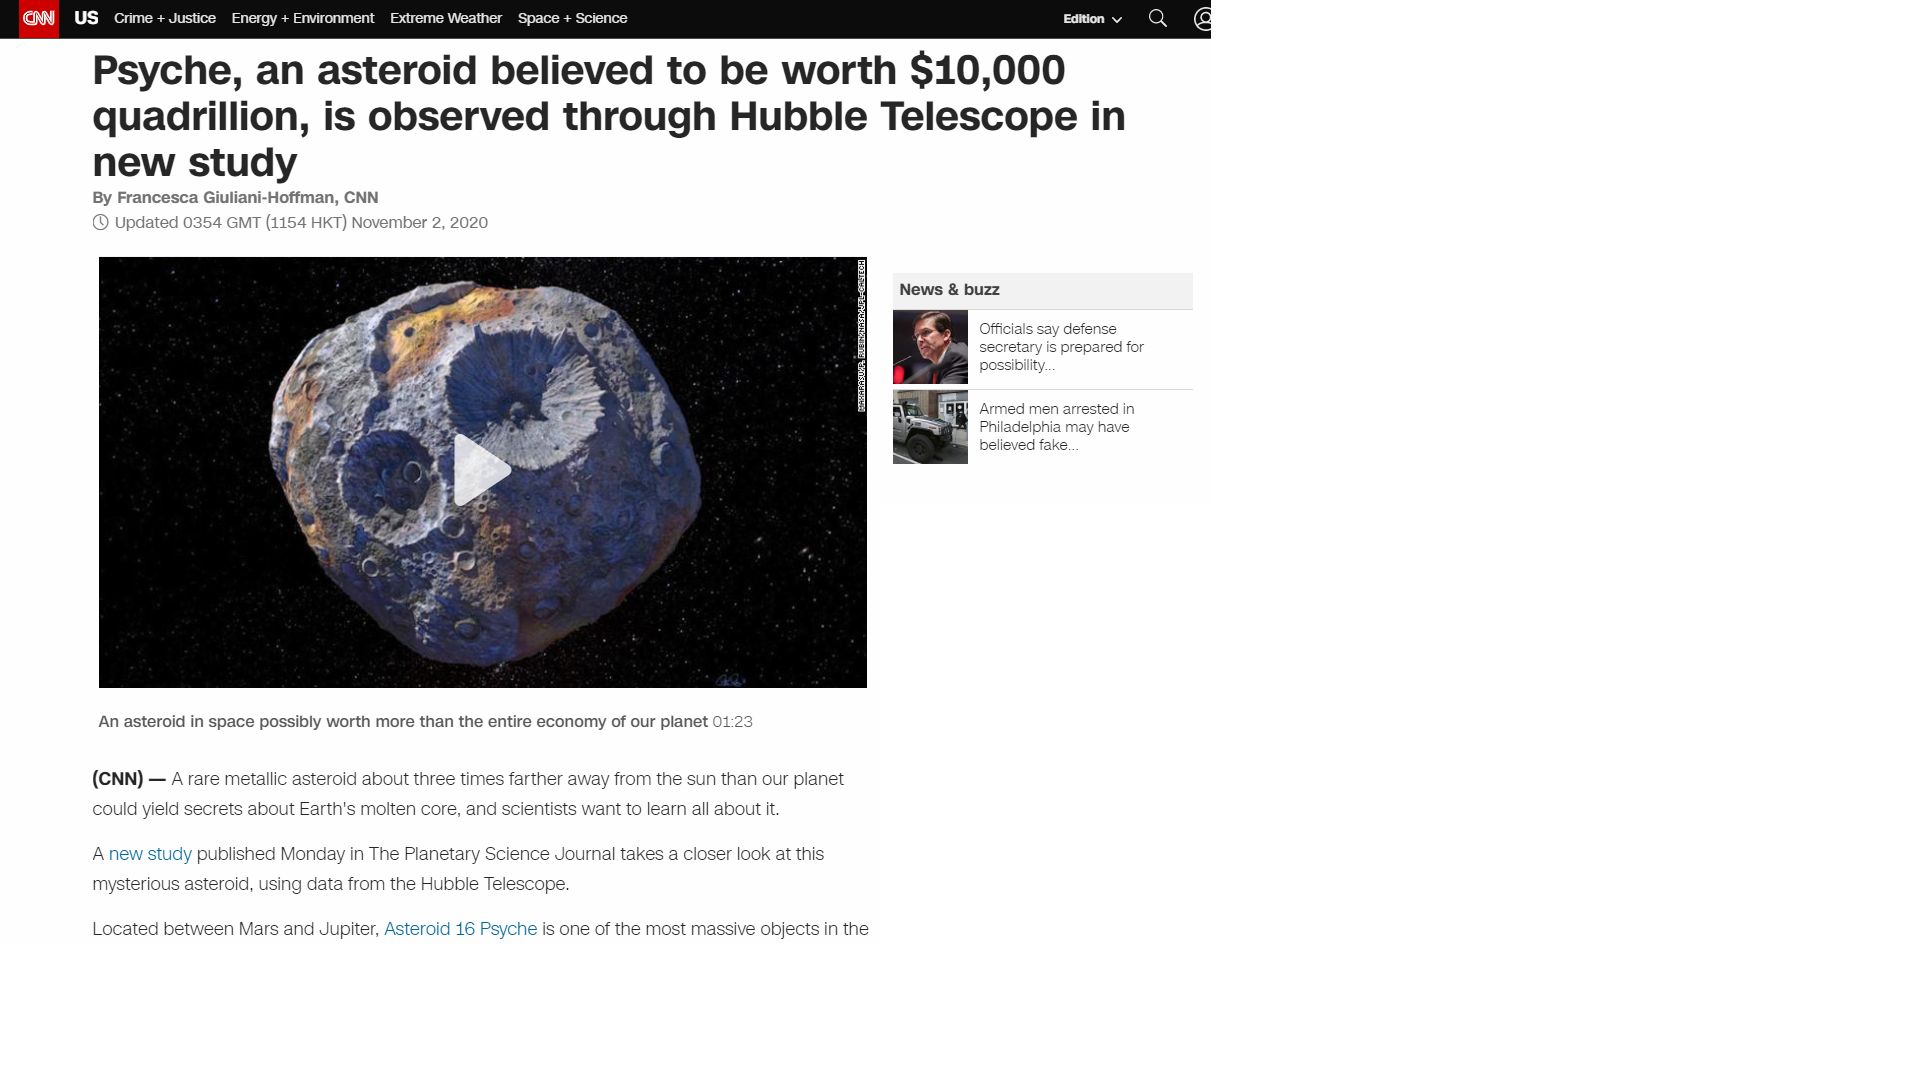 CNN US Crime + Justice Energy + Environment Extreme Weather Space + Science Edition
Psyche, an asteroid believed to be worth $10,000
quadrillion, is observed through Hubble Telescope in
new study
By Francesca Giuliani-Hoffman, CNN
Updated 0354 GMT (1154 HKT) November 2, 2020
An asteroid in space possibly worth more than the entire economy of our planet 01:23
(CNN) — A rare metallic asteroid about three times farther away from the sun than our planet
could yield secrets about Earth's molten core, and scientists want to learn all about it.
A new study published Monday in The Planetary Science Journal takes a closer look at this
mysterious asteroid, using data from the Hubble Telescope.
Located between Mars and Jupiter, Asteroid 16 Psyche is one of the most massive objects in the
News & buzz
Officials say defense
secretary is prepared for
possibility...
Armed men arrested in
Philadelphia may have
believed fake...